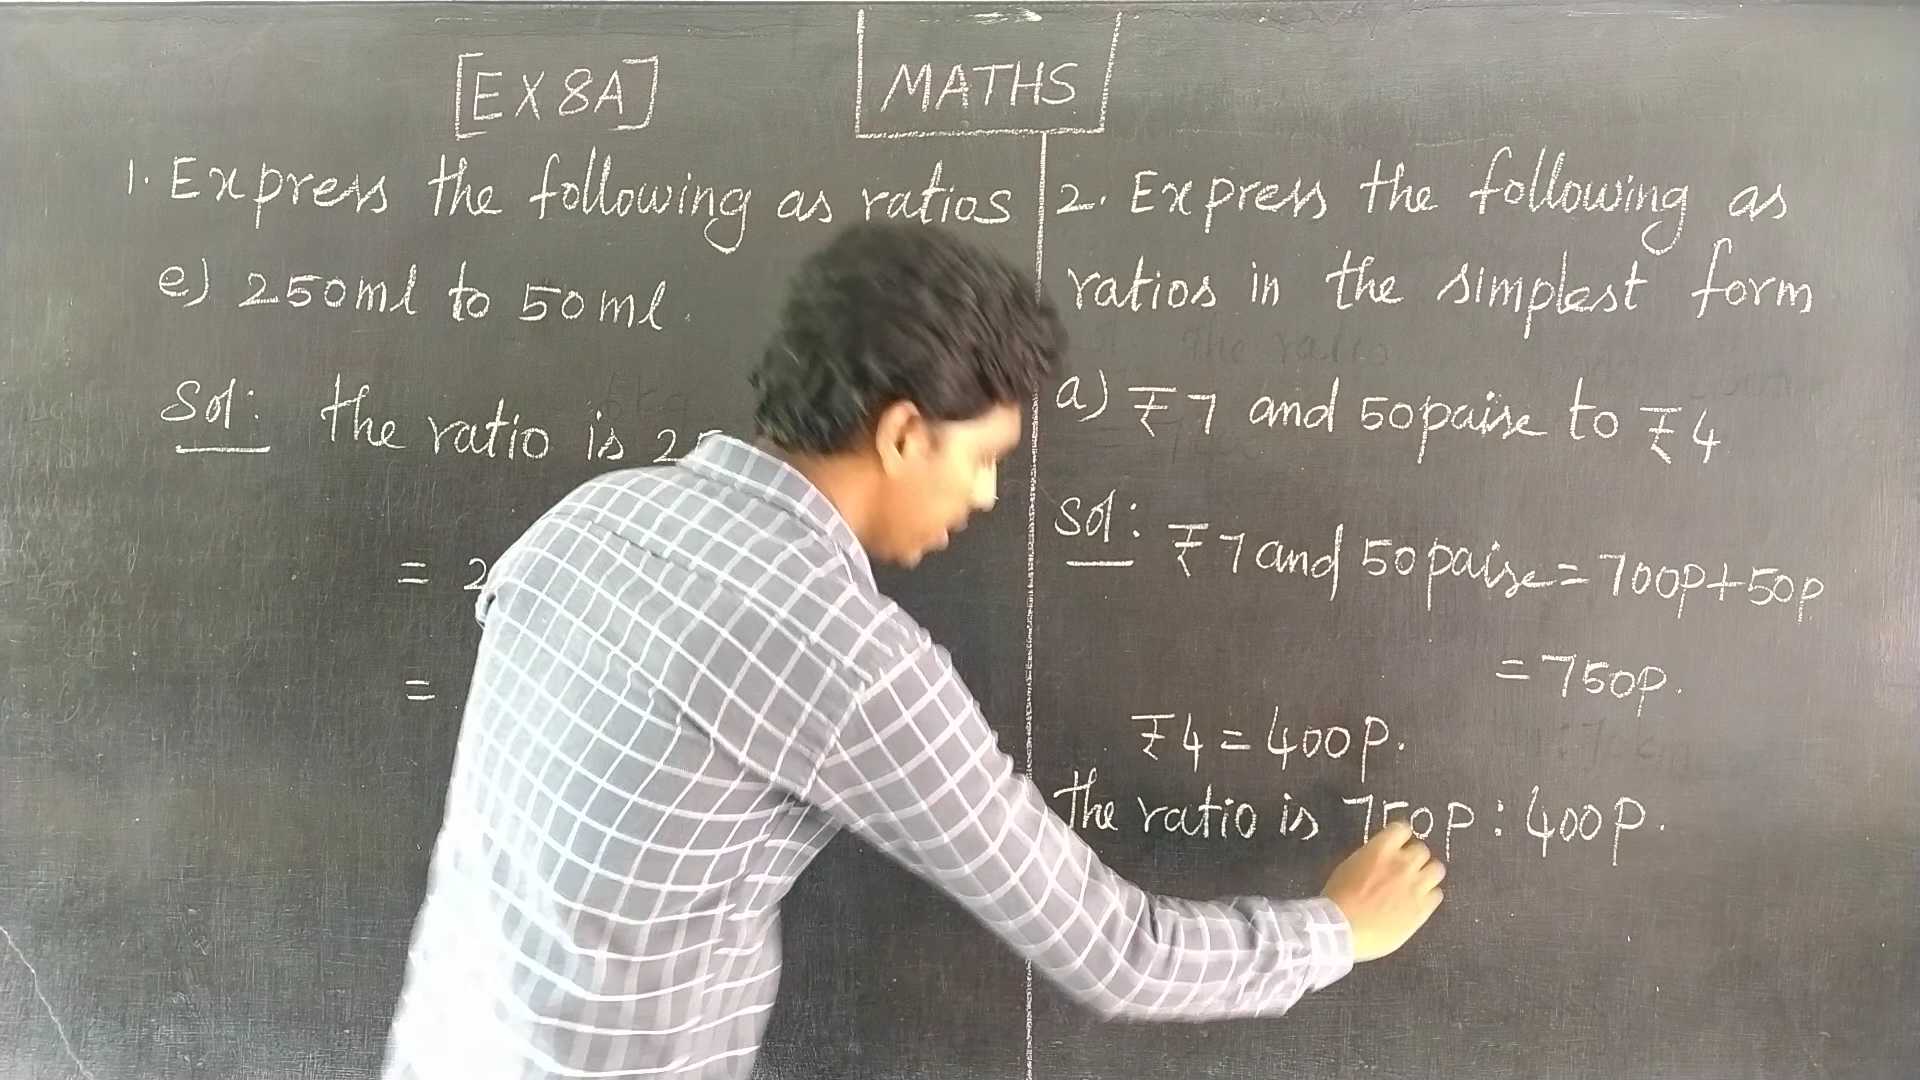 [EX 8A]
MATHS
1. Express the following as ratios
e) 250ml to 50ml.
Sol: the ratio is
=
=
2. Express the following as
ratios in the simplest form
a) ₹7 and 50paise to ₹4
Sol: ₹7 and 50paise = 700p+50p
= 750p.
₹4 = 400p.
the ratio is 750p : 400p.